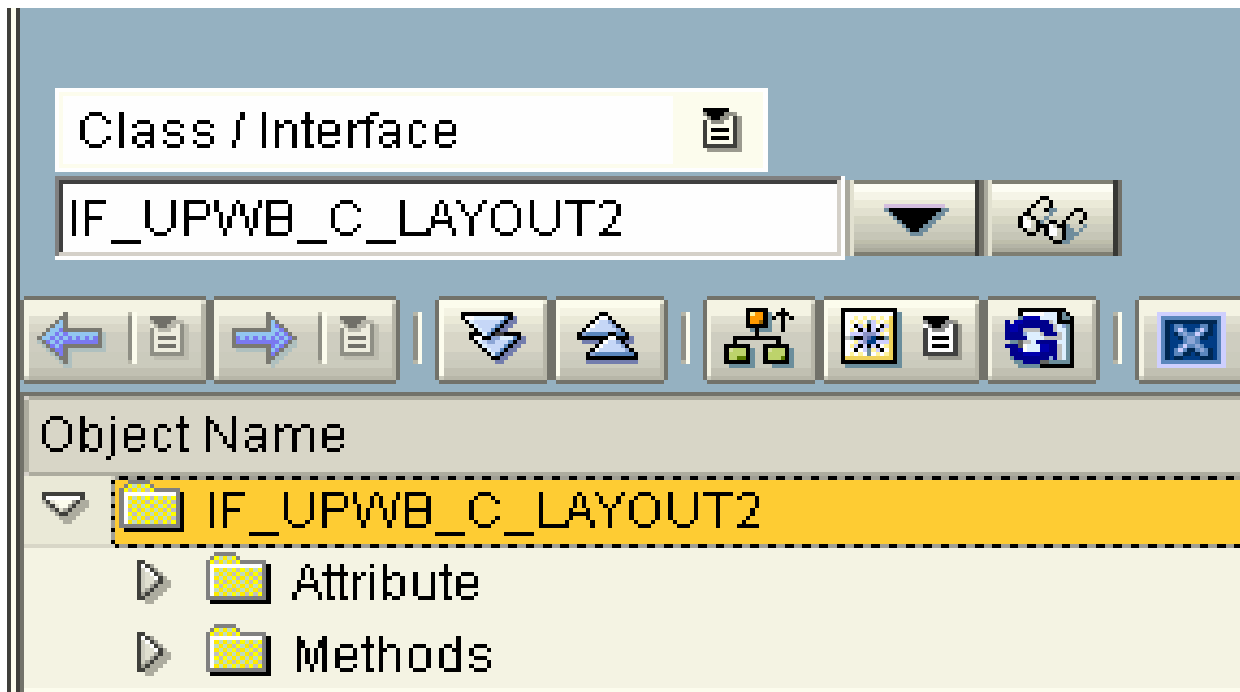 Class / Interface
IF_UPWB_C_LAYOUT2
Object Name
IF_UPWB_C_LAYOUT2
Attribute
Methods